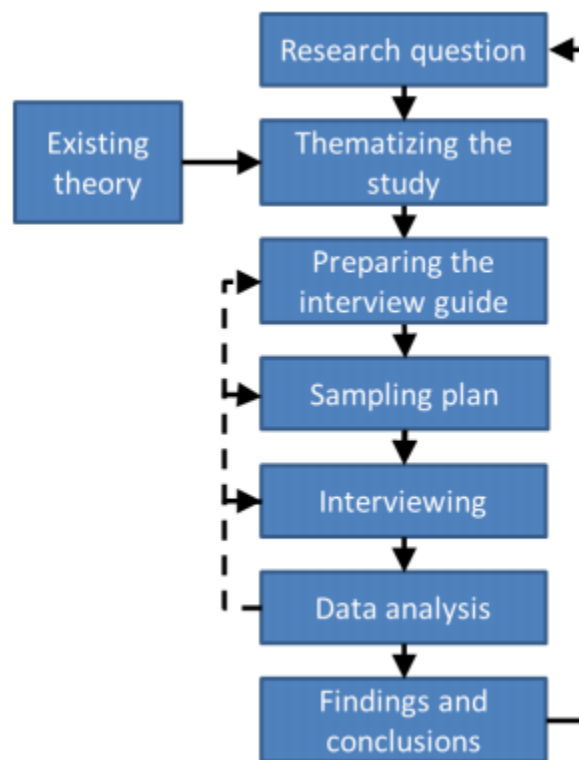 Research question
Existing
theory
Thematizing the
study
Preparing the
interview guide
Sampling plan
Interviewing
Data analysis
Findings and
conclusions